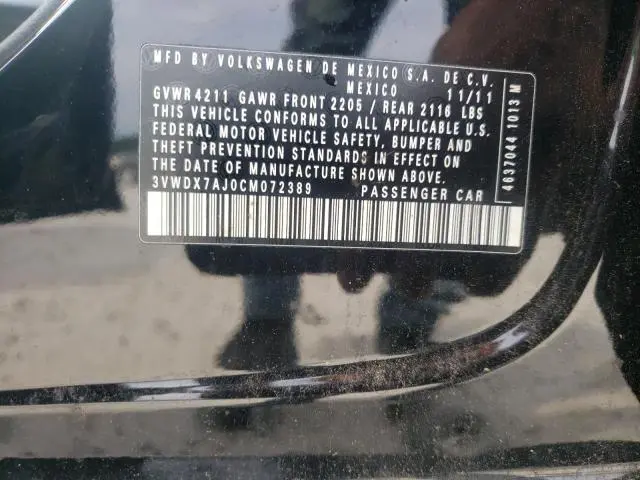 MFD BY VOLKSWAGEN DE MEXICO S.A. DE C.V.
MEXICO 11/11
GVWR 4211 GAWR FRONT 2205 / REAR 2116 LBS
THIS VEHICLE CONFORMS TO ALL APPLICABLE U.S.
FEDERAL MOTOR VEHICLE SAFETY, BUMPER AND
THEFT PREVENTION STANDARDS IN EFFECT ON
THE DATE OF MANUFACTURE SHOWN ABOVE.
3VWDX7AJ0CM072389 PASSENGER CAR
4637044 1013 M